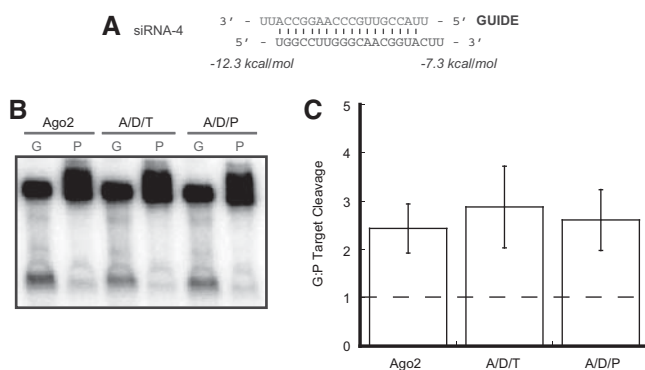 A
siRNA-4
3' - UUACCGGAACCCGUUGCCAUU - 5' GUIDE
5' - UGGCCUUGGGCAACGGUACUU - 3'
-12.3 kcal/mol -7.3 kcal/mol
B
Ago2 A/D/T A/D/P
G P G P G P
C
G:P Target Cleavage
5
4
3
2
1
0
Ago2 A/D/T A/D/P